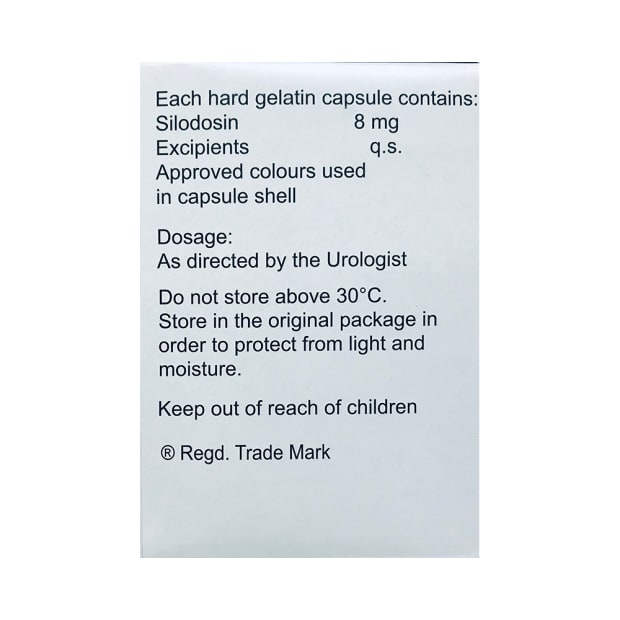 Each hard gelatin capsule contains:
Silodosin 8 mg
Excipients q.s.
Approved colours used
in capsule shell
Dosage:
As directed by the Urologist
Do not store above 30°C.
Store in the original package in
order to protect from light and
moisture.
Keep out of reach of children
® Regd. Trade Mark